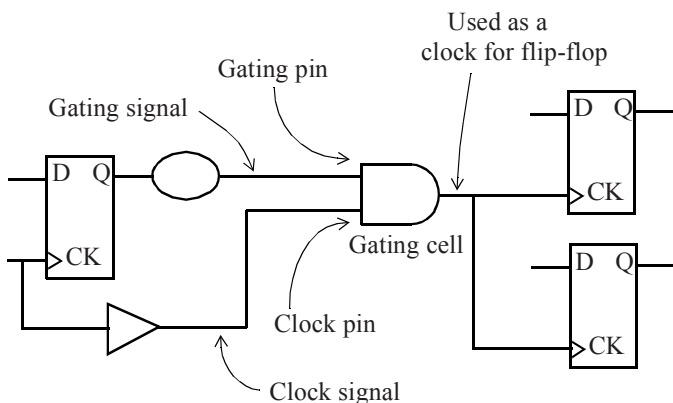 Used as a
clock for flip-flop
Gating pin
Gating signal
D Q
CK
D Q
CK
Gating cell
D Q
CK
Clock pin
Clock signal